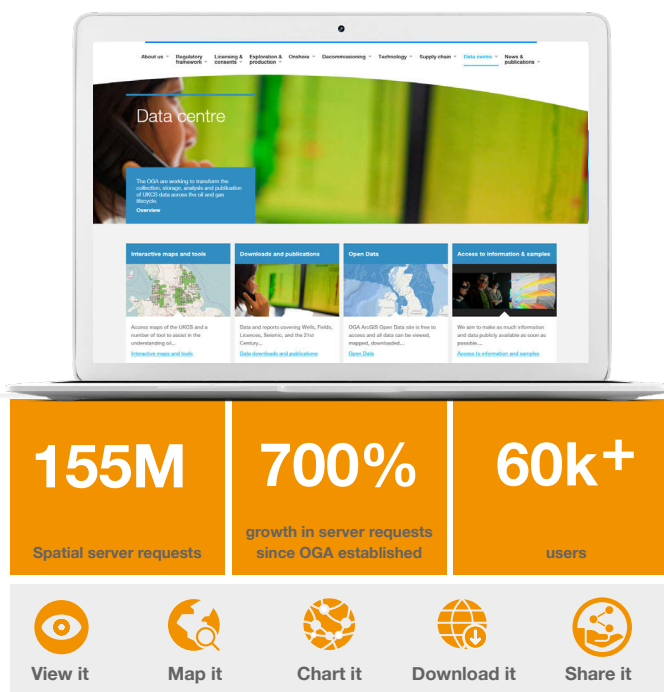 About us
Regulatory
framework
Licensing &
consents
Exploration &
production
Onshore
Decommissioning
Technology
Supply chain
Data centre
News &
publications
Data centre
The OGA are working to transform the
collection, storage, analysis and publication
of UKCS data across the oil and gas
lifecycle.
Overview
Interactive maps and tools
Access maps of the UKCS and a
number of tool to assist in the
understanding oil...
Interactive maps and tools
Downloads and publications
Data and reports covering Wells, Fields,
Licences, Seismic, and the 21st
Century...
Data downloads and publications
Open Data
OGA ArcGIS Open Data site is free to
access and all data can be viewed,
mapped, downloaded...
Open Data
Access to information & samples
We aim to make as much information
and data publicly available as soon as
possible....
Access to information and samples
155M
Spatial server requests
700%
growth in server requests
since OGA established
60k+
users
View it
Map it
Chart it
Download it
Share it